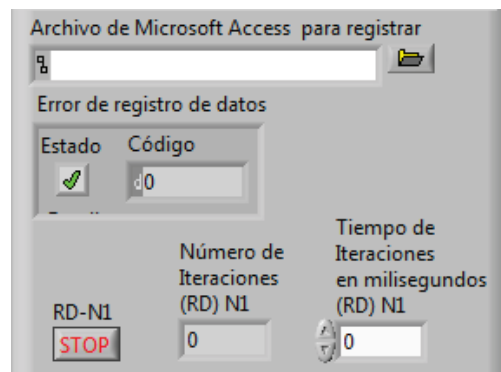 Archivo de Microsoft Access para registrar
Error de registro de datos
Estado Código
d0
Número de
Iteraciones
(RD) N1
0
Tiempo de
Iteraciones
en milisegundos
(RD) N1
0
RD-N1
STOP